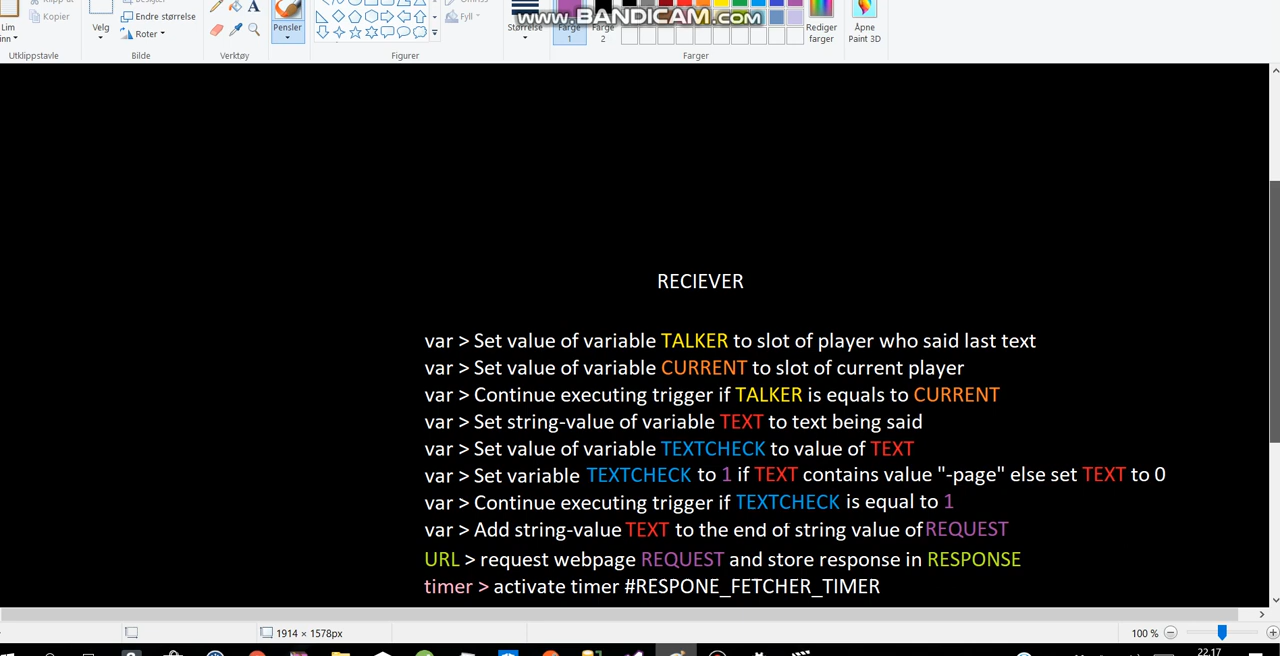 www.BANDICAM.com
Lim
inn
Kopier
Velg
Endre størrelse
Roter
Pensler
Fyll
Størrelse
Farge
1
Farge
2
Rediger
farger
Åpne
Paint 3D
Utklippstavle
Bilde
Verktøy
Figurer
Farger
RECIEVER
var > Set value of variable TALKER to slot of player who said last text
var > Set value of variable CURRENT to slot of current player
var > Continue executing trigger if TALKER is equals to CURRENT
var > Set string-value of variable TEXT to text being said
var > Set value of variable TEXTCHECK to value of TEXT
var > Set variable TEXTCHECK to 1 if TEXT contains value "-page" else set TEXT to 0
var > Continue executing trigger if TEXTCHECK is equal to 1
var > Add string-value TEXT to the end of string value of REQUEST
URL > request webpage REQUEST and store response in RESPONSE
timer > activate timer #RESPONE_FETCHER_TIMER
1914 × 1578px
100 %
22.17